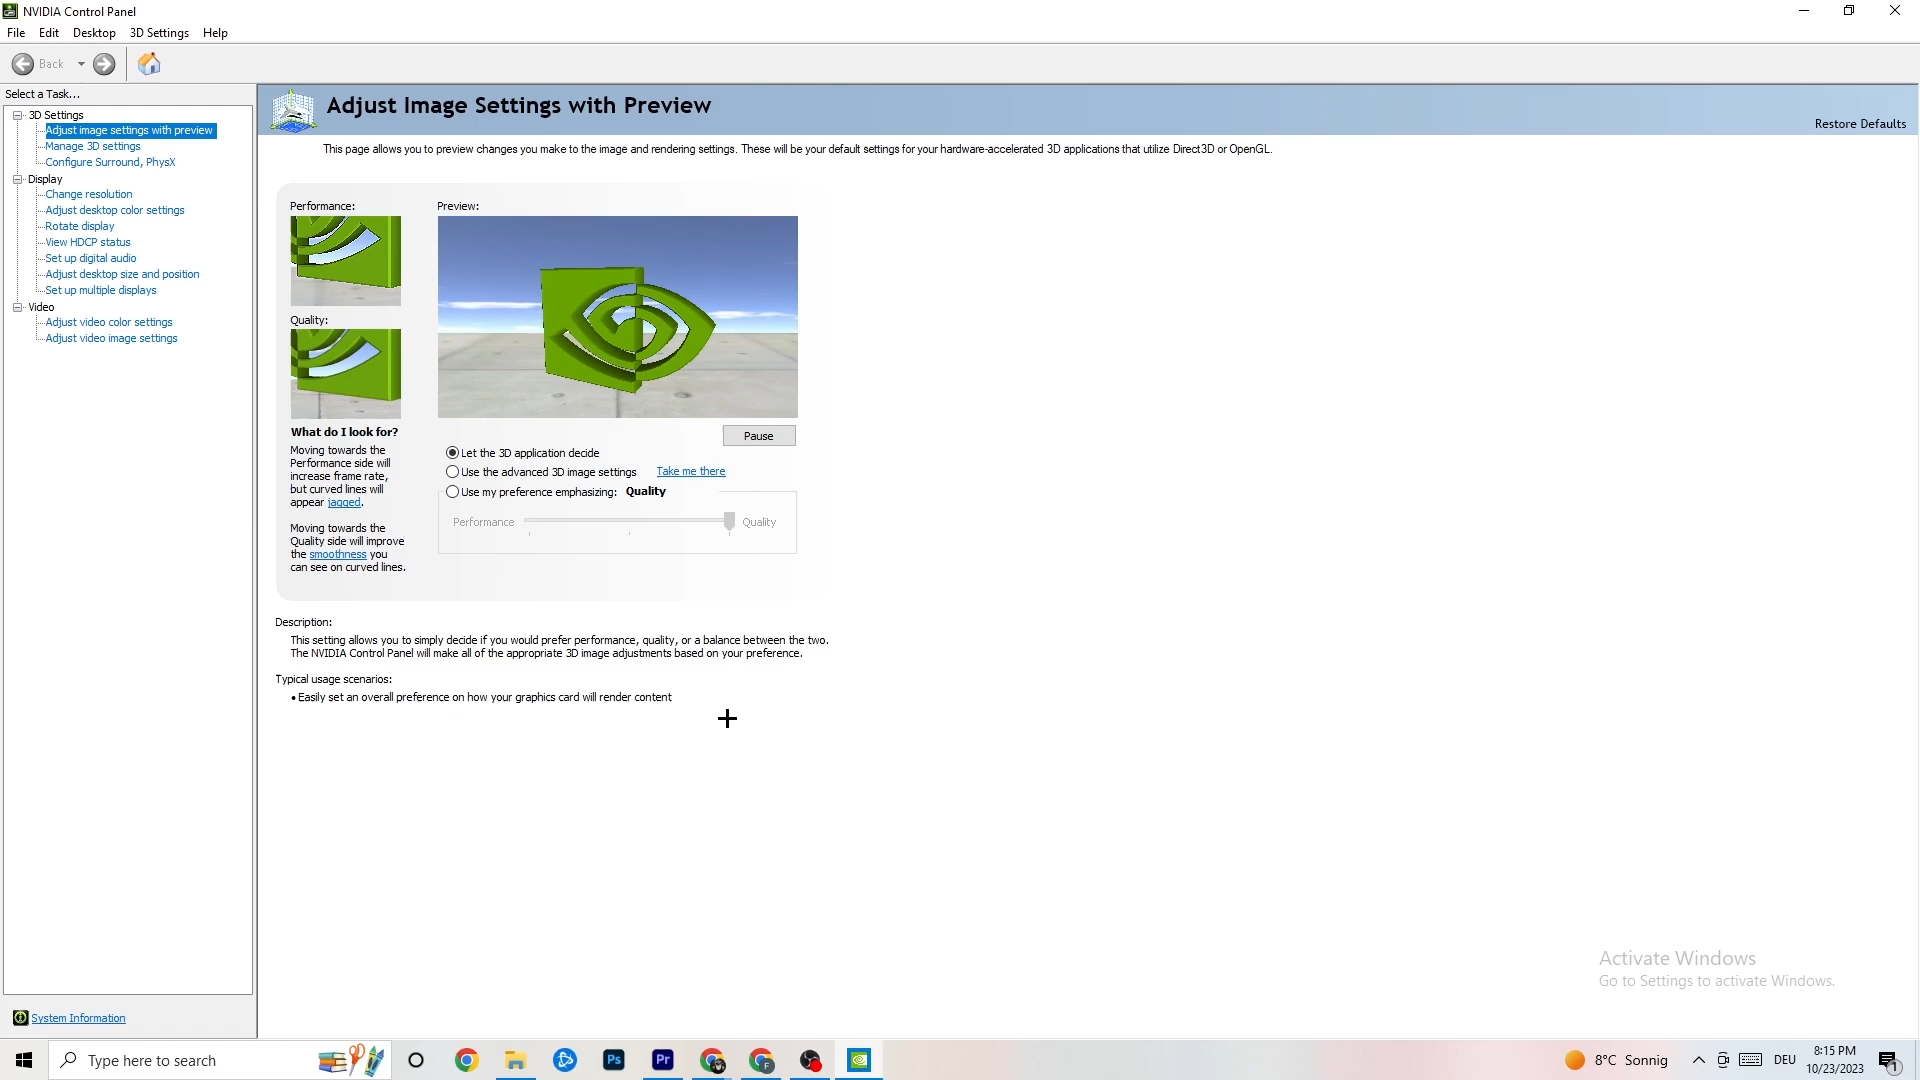 NVIDIA Control Panel
File Edit Desktop 3D Settings Help
Back
Select a Task...
3D Settings
Adjust image settings with preview
Manage 3D settings
Configure Surround, PhysX
Display
Change resolution
Adjust desktop color settings
Rotate display
View HDCP status
Set up digital audio
Adjust desktop size and position
Set up multiple displays
Video
Adjust video color settings
Adjust video image settings
System Information
Adjust Image Settings with Preview
Restore Defaults
This page allows you to preview changes you make to the image and rendering settings. These will be your default settings for your hardware-accelerated 3D applications that utilize Direct3D or OpenGL.
Performance:
Quality:
What do I look for?
Moving towards the
Performance side will
increase frame rate,
but curved lines will
appear jagged.
Moving towards the
Quality side will improve
the smoothness you
can see on curved lines.
Preview:
Pause
Let the 3D application decide
Use the advanced 3D image settings Take me there
Use my preference emphasizing: Quality
Performance Quality
Description:
This setting allows you to simply decide if you would prefer performance, quality, or a balance between the two.
The NVIDIA Control Panel will make all of the appropriate 3D image adjustments based on your preference.
Typical usage scenarios:
• Easily set an overall preference on how your graphics card will render content
Activate Windows
Go to Settings to activate Windows.
Type here to search
Ps
Pr
F
8°C Sonnig
DEU
8:15 PM
10/23/2023
1